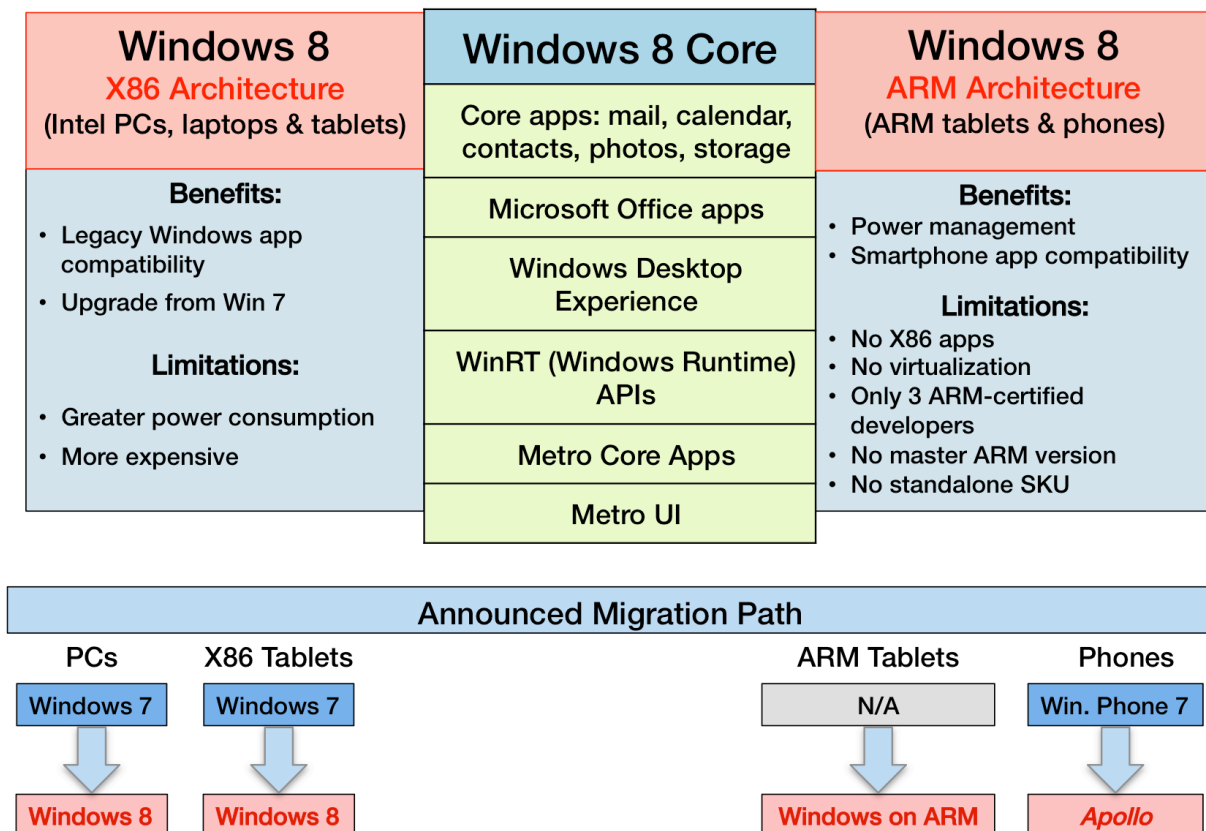 Windows 8
X86 Architecture
(Intel PCs, laptops & tablets)
Benefits:
• Legacy Windows app
compatibility
• Upgrade from Win 7
Limitations:
• Greater power consumption
• More expensive
Windows 8 Core
Core apps: mail, calendar,
contacts, photos, storage
Microsoft Office apps
Windows Desktop
Experience
WinRT (Windows Runtime)
APIs
Metro Core Apps
Metro UI
Windows 8
ARM Architecture
(ARM tablets & phones)
Benefits:
• Power management
• Smartphone app compatibility
Limitations:
• No X86 apps
• No virtualization
• Only 3 ARM-certified
developers
• No master ARM version
• No standalone SKU
Announced Migration Path
PCs
X86 Tablets
ARM Tablets
Phones
Windows 7
Windows 7
N/A
Win. Phone 7
Windows 8
Windows 8
Windows on ARM
Apollo